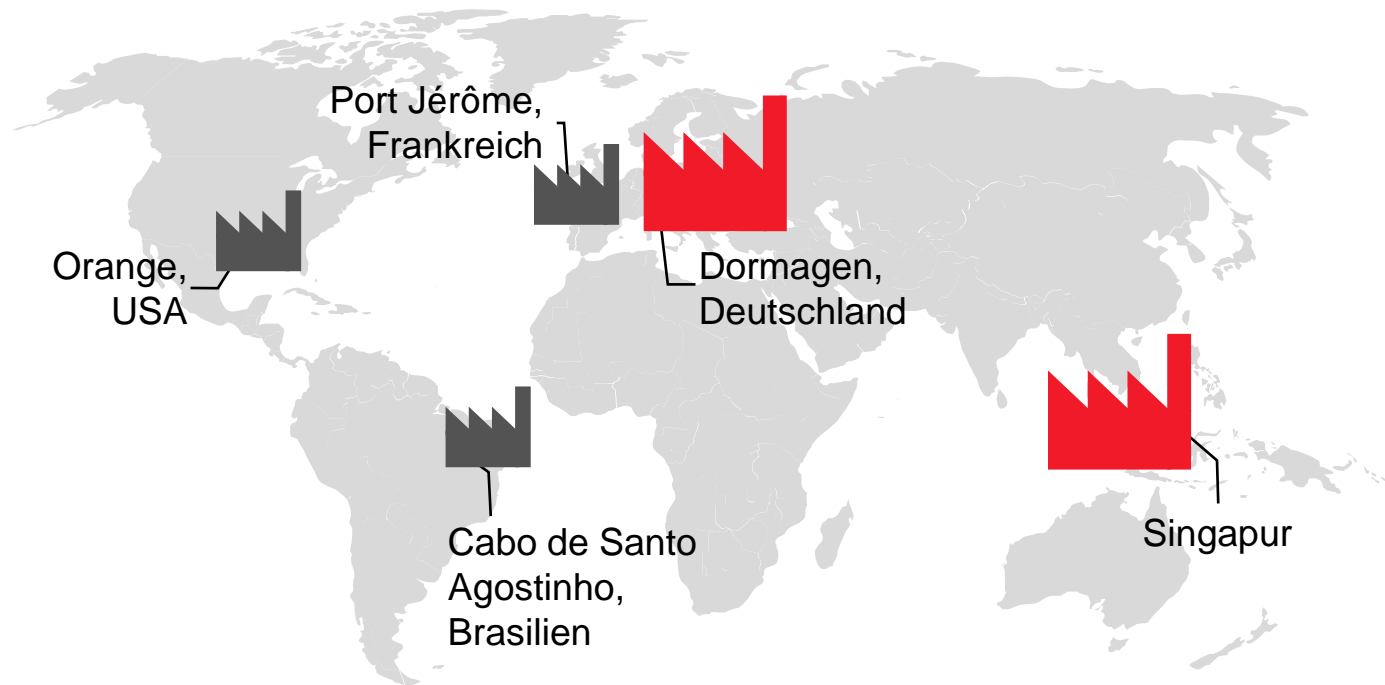 Port Jérôme,
Frankreich
Orange,
USA
Dormagen,
Deutschland
Cabo de Santo
Agostinho,
Brasilien
Singapur